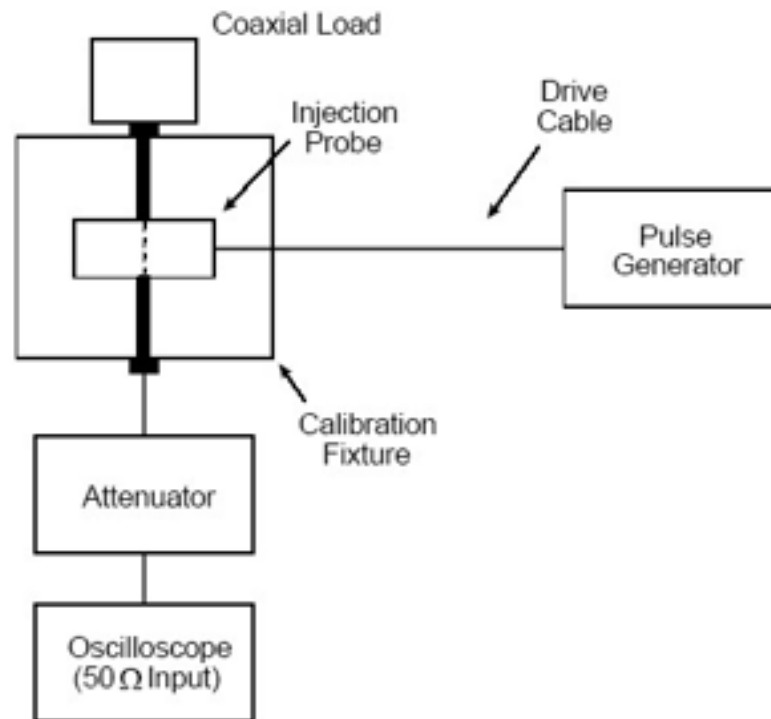 Coaxial Load
Injection
Probe
Drive
Cable
Pulse
Generator
Calibration
Fixture
Attenuator
Oscilloscope
(50 Ω Input)